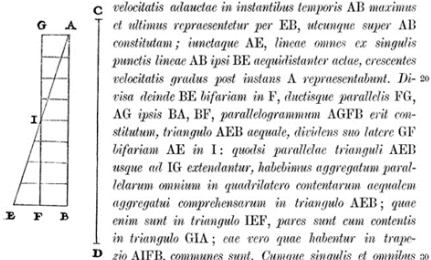 C
G A
I
E F B
D
velocitatis adauctae in instantibus temporis AB maximus
et ultimus repraesentetur per EB, utcunque super AB
constitutam; iunctaque AE, lineae omnes ex singulis
punctis lineae AB ipsi BE aequidistanter actae, crescentes
velocitatis gradus post instans A repraesentabunt. Di-
visa deinde BE bifariam in F, ductisque parallelis FG, 20
AG ipsis BA, BF, parallelogrammum AGFB erit con-
stitutum, triangulo AEB aequale, dividens suo latere GF
bifariam AE in I: quodsi parallelae trianguli AEB
usque ad IG extendantur, habebimus aggregatum paral-
lelarum omnium in quadrilatero contentarum aequalem
aggregatui comprehensarum in triangulo AEB; quae
enim sunt in triangulo IEF, pares sunt cum contentis
in triangulo GIA; eae vero quae habentur in trape-
zio AIFB, communes sunt. Cumque singulis et omnibus